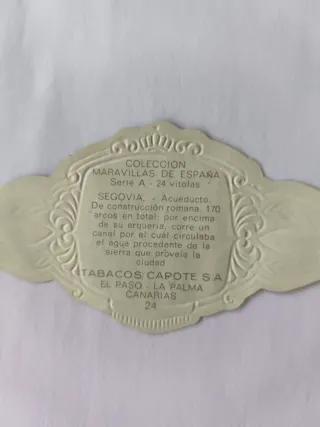 COLECCION
MARAVILLAS DE ESPAÑA
Serie A - 24 vitolas
SEGOVIA. - Acueducto.
De construcción romana. 170
arcos en total: por encima
de su arquería, corre un
canal por el cuál circulaba
el agua procedente de la
sierra que proveía la
ciudad
TABACOS CAPOTE S.A.
EL PASO - LA PALMA
CANARIAS
24